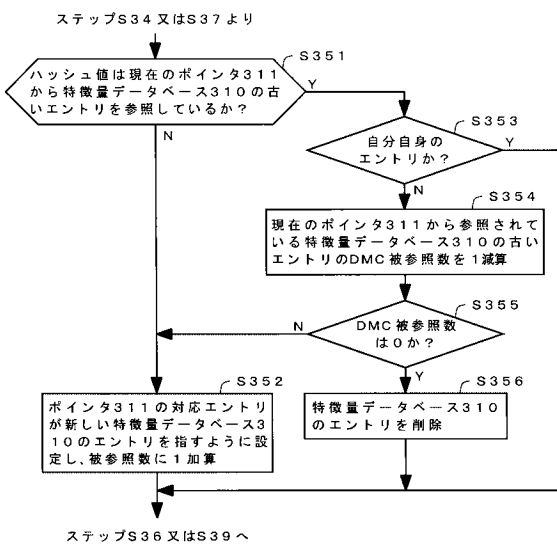 ステップS34又はS37より
S351
ハッシュ値は現在のポインタ311
から特徴量データベース310の古
いエントリを参照しているか?
Y
N
S353
自分自身の
エントリか?
Y
N
S354
現在のポインタ311から参照されて
いる特徴量データベース310の古い
エントリのDMC被参照数を1減算
S355
DMC被参照数
は0か?
N
Y
S352
ポインタ311の対応エントリ
が新しい特徴量データベース3
10のエントリを指すように設
定し、被参照数に1加算
S356
特徴量データベース310
のエントリを削除
ステップS36又はS39へ